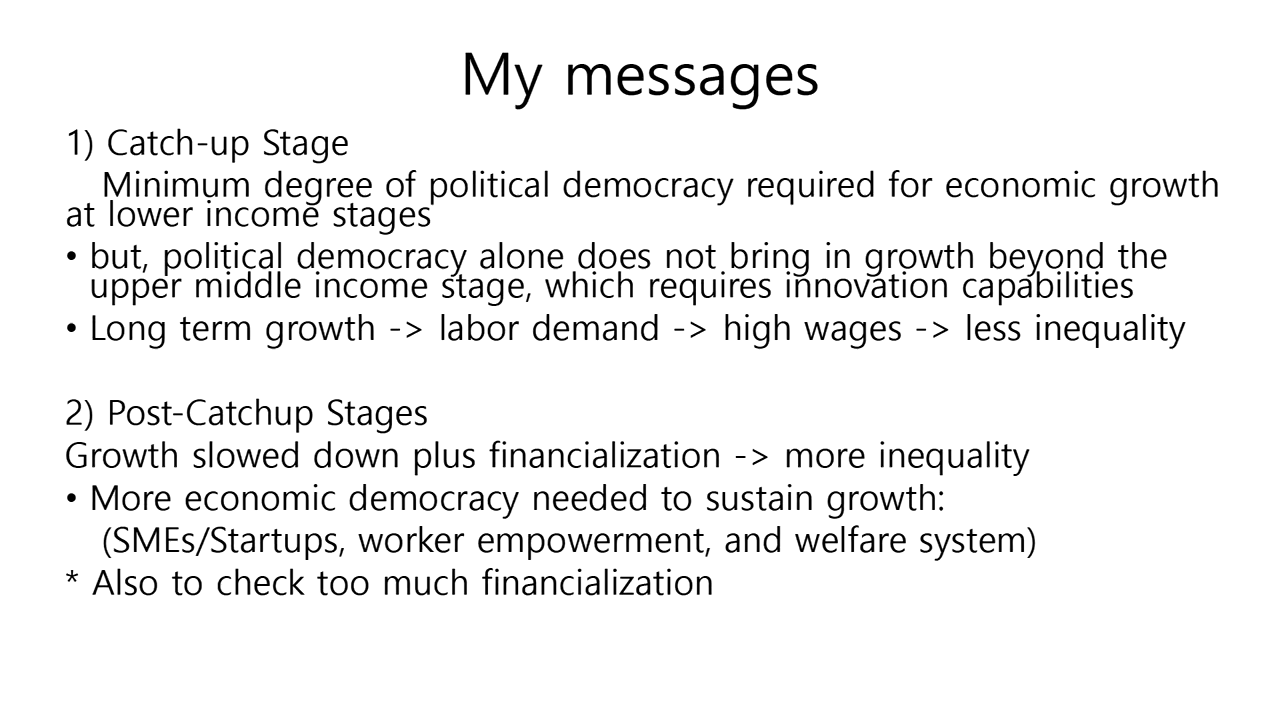 My messages
1) Catch-up Stage
Minimum degree of political democracy required for economic growth
at lower income stages
• but, political democracy alone does not bring in growth beyond the
upper middle income stage, which requires innovation capabilities
• Long term growth -> labor demand -> high wages -> less inequality
2) Post-Catchup Stages
Growth slowed down plus financialization -> more inequality
• More economic democracy needed to sustain growth:
(SMEs/Startups, worker empowerment, and welfare system)
* Also to check too much financialization